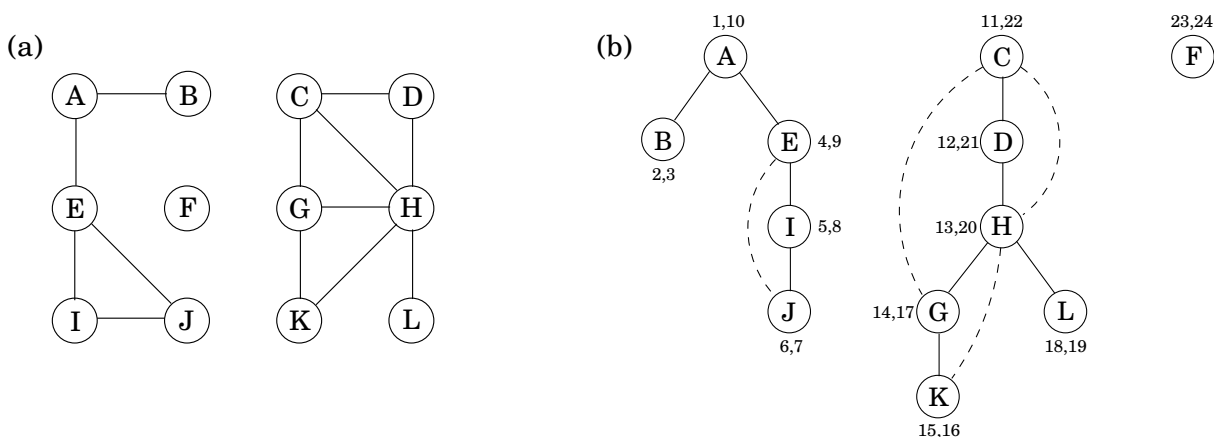 (a)
A B
C D
E F
G H
I J
K L
(b)
1,10
A
11,22
C
23,24
F
B
2,3
E
4,9
12,21
D
I
5,8
13,20
H
J
6,7
14,17
G
L
18,19
K
15,16